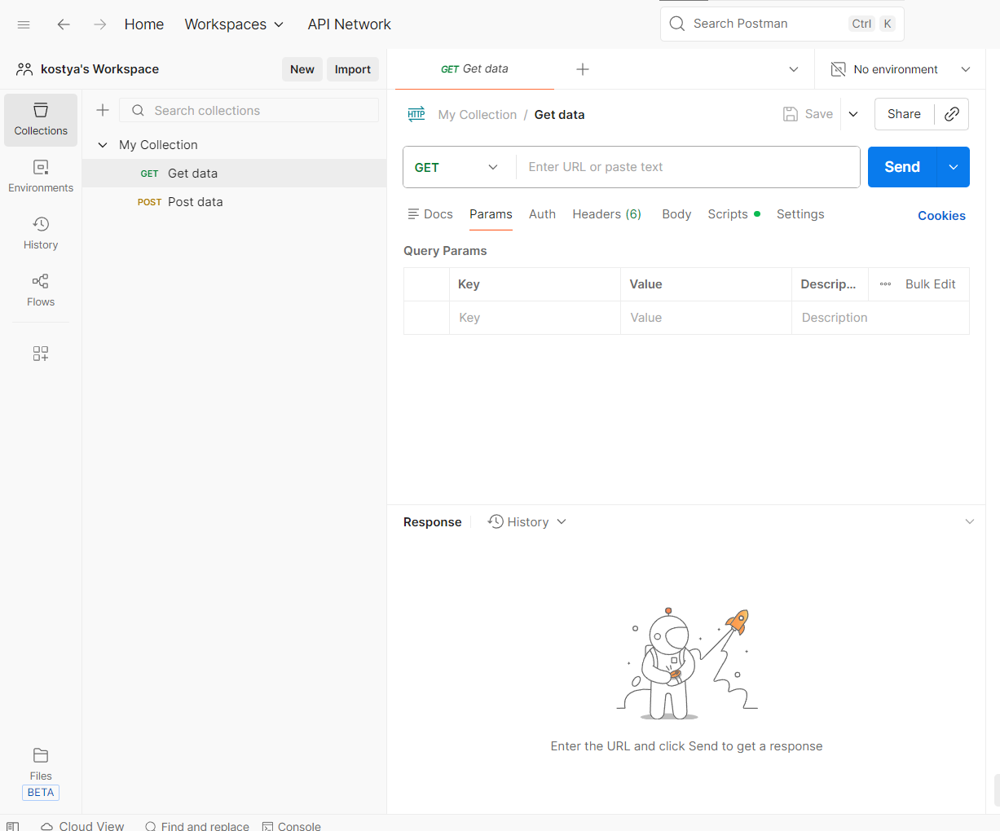 Home Workspaces API Network Search Postman Ctrl K
kostya's Workspace New Import GET Get data No environment
Collections
Environments
History
Flows
Files
BETA
Search collections
My Collection
GET Get data
POST Post data
HTTP My Collection / Get data Save Share
GET Enter URL or paste text Send
Docs Params Auth Headers (6) Body Scripts Settings Cookies
Query Params
Key Value Descrip... Bulk Edit
Key Value Description
Response History
Enter the URL and click Send to get a response
Cloud View Find and replace Console